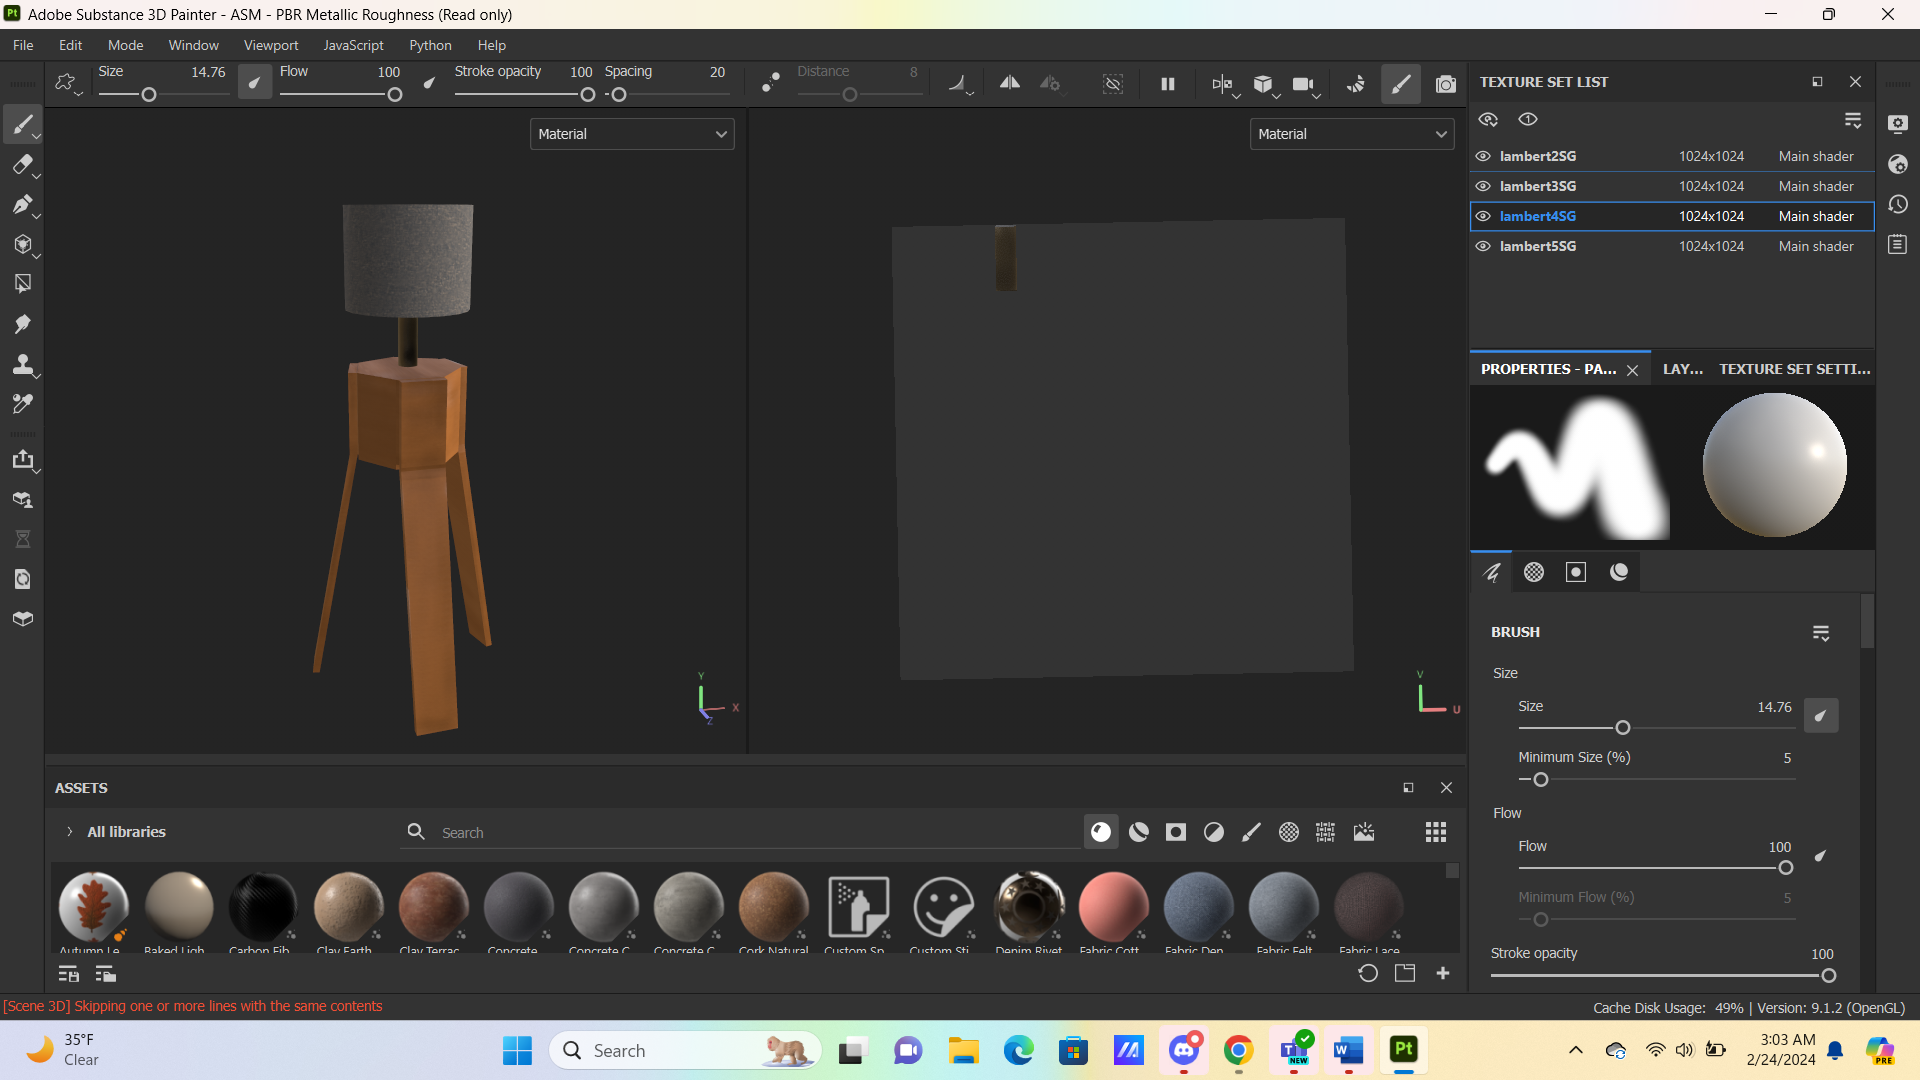 Pt Adobe Substance 3D Painter - ASM - PBR Metallic Roughness (Read only)
File Edit Mode Window Viewport JavaScript Python Help
Size 14.76 Flow 100 Stroke opacity 100 Spacing 20 Distance 8
Material
Material
Y
X
Z
V
U
TEXTURE SET LIST
lambert2SG 1024x1024 Main shader
lambert3SG 1024x1024 Main shader
lambert4SG 1024x1024 Main shader
lambert5SG 1024x1024 Main shader
PROPERTIES - PA... LAY... TEXTURE SET SETTI...
BRUSH
Size
Size 14.76
Minimum Size (%) 5
Flow
Flow 100
Minimum Flow (%) 5
Stroke opacity 100
ASSETS
All libraries
Search
Autumn Le... Baked Ligh... Carbon Fib... Clay Earth Clay Terrac... Concrete ... Concrete C... Concrete C... Cork Natural Custom Sp... Custom Sti... Denim Rivet Fabric Cott... Fabric Den... Fabric Felt Fabric Lace
[Scene 3D] Skipping one or more lines with the same contents
Cache Disk Usage: 49% | Version: 9.1.2 (OpenGL)
35°F
Clear
Search
NEW
Pt
3:03 AM
2/24/2024
PRE